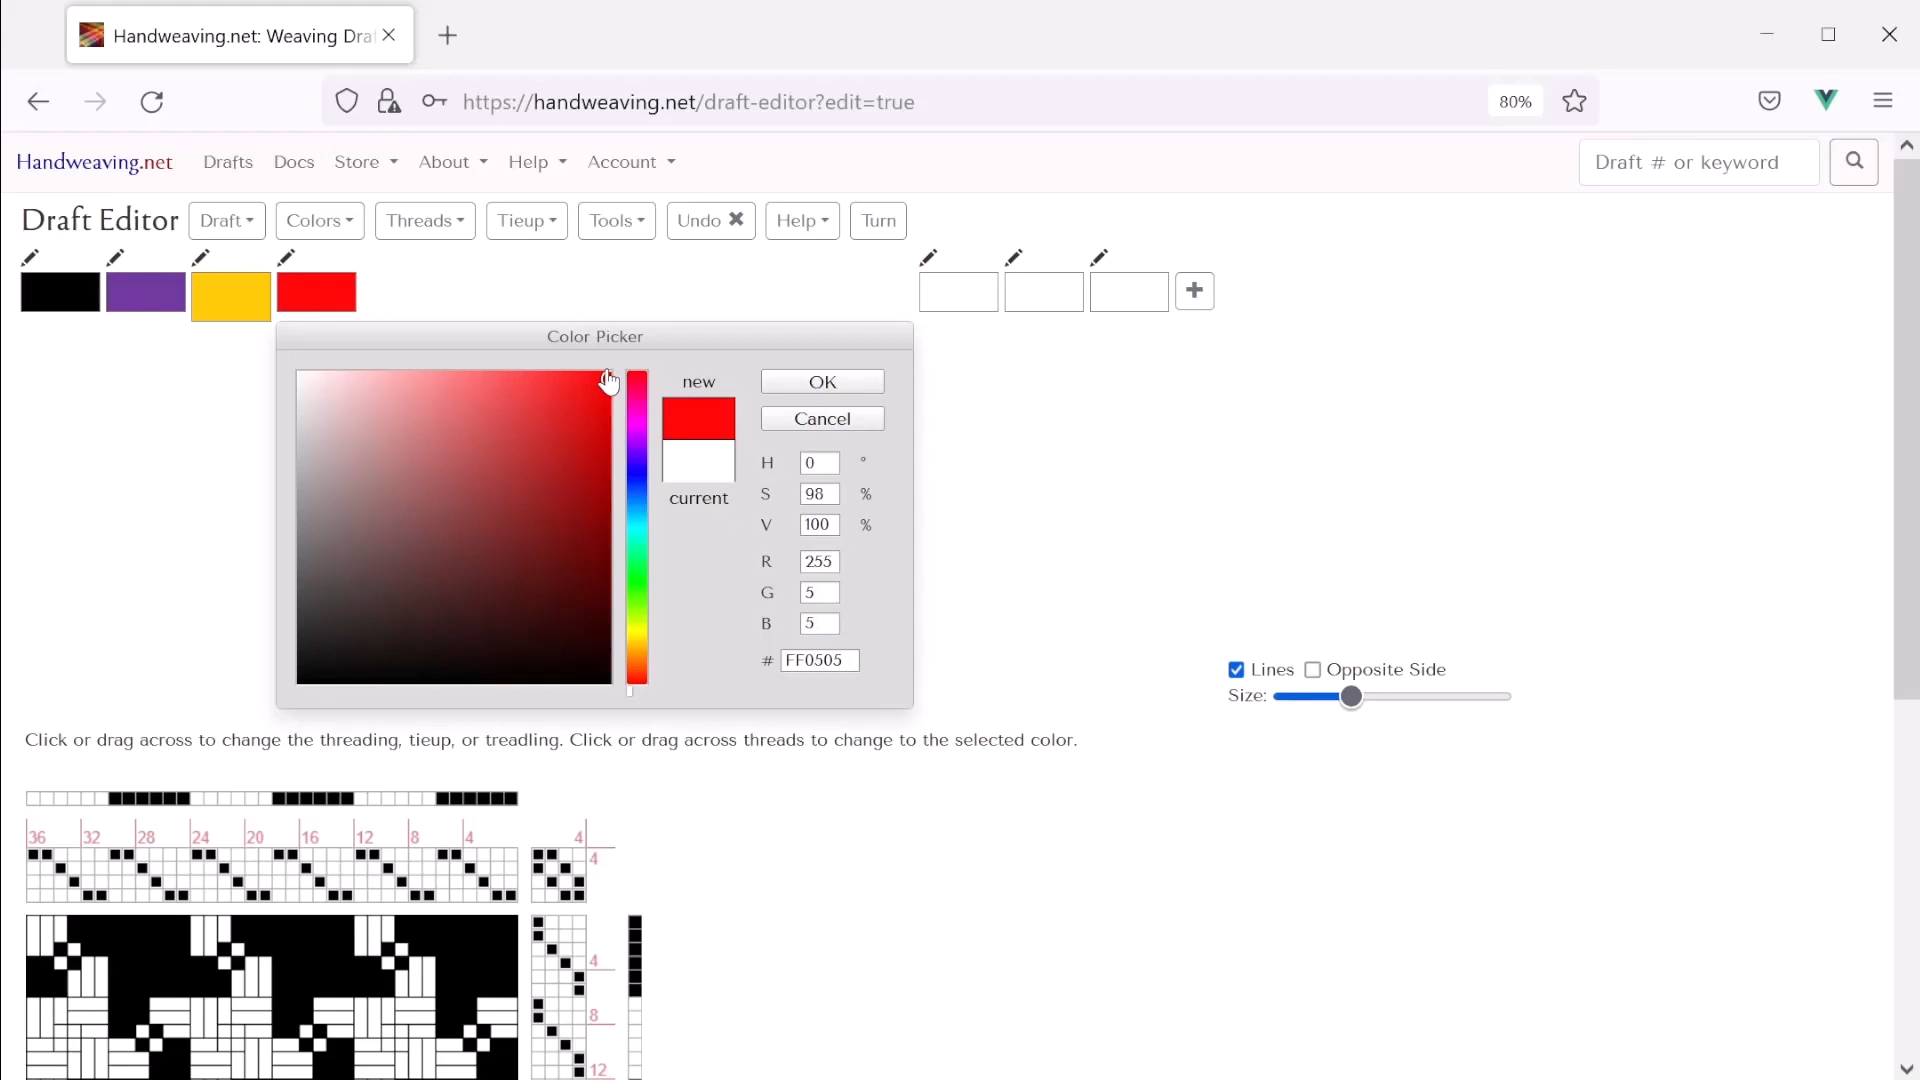 Handweaving.net: Weaving Dra
https://handweaving.net/draft-editor?edit=true
80%
Handweaving.net
Drafts
Docs
Store
About
Help
Account
Draft # or keyword
Draft Editor
Draft
Colors
Threads
Tieup
Tools
Undo
Help
Turn
Color Picker
new
current
OK
Cancel
H 0 °
S 98 %
V 100 %
R 255
G 5
B 5
# FF0505
Lines
Opposite Side
Size:
Click or drag across to change the threading, tieup, or treadling. Click or drag across threads to change to the selected color.
36 32 28 24 20 16 12 8 4 4
4
4
8
12